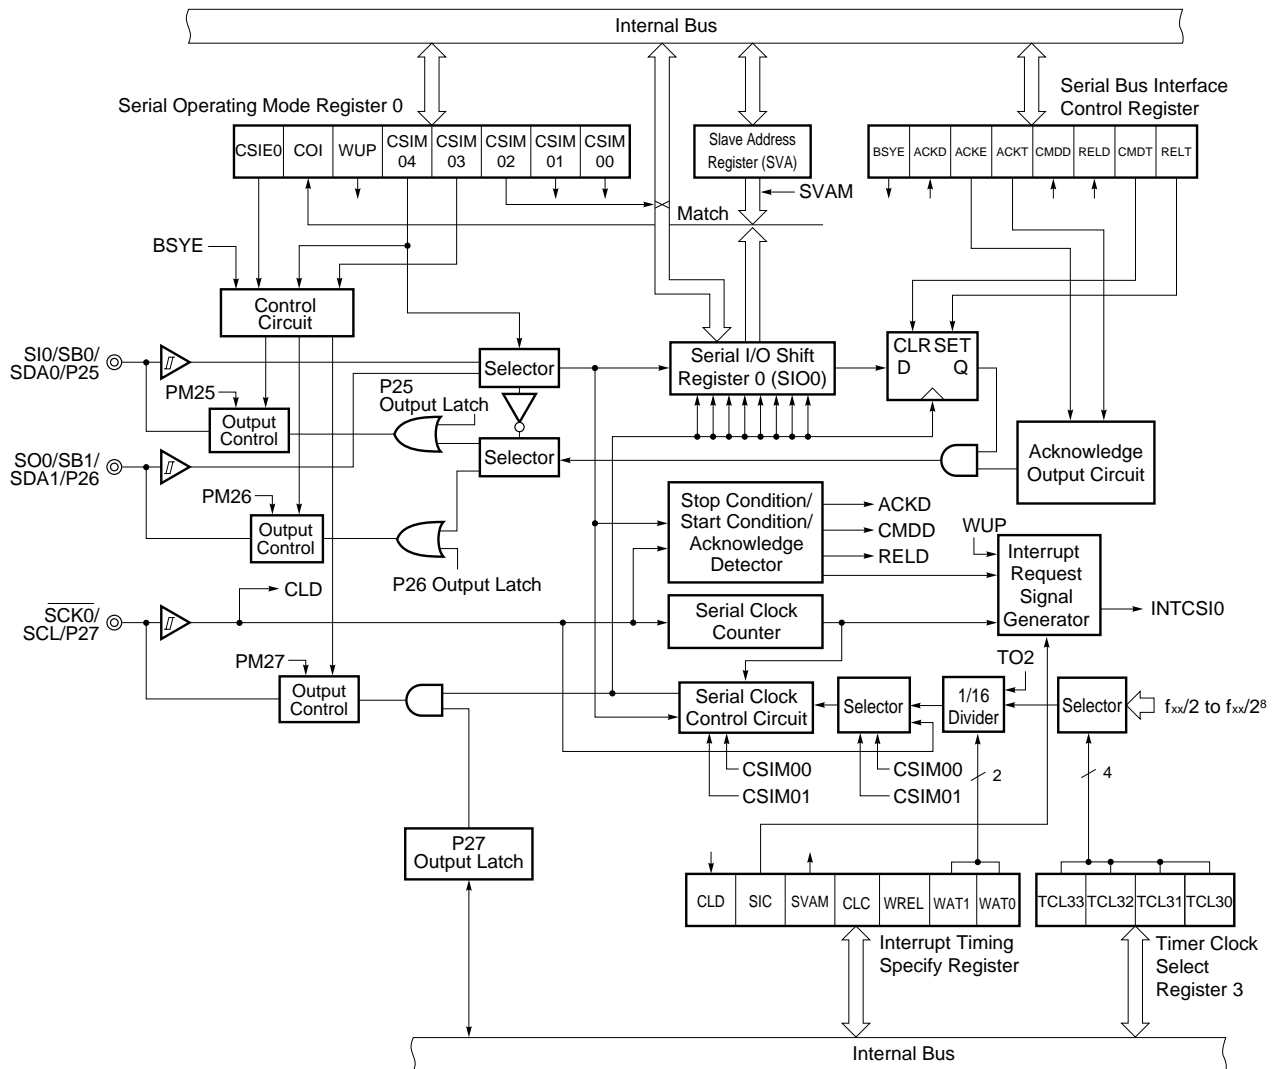 Internal Bus
Serial Operating Mode Register 0
Serial Bus Interface
Control Register
CSIE0 COI WUP CSIM 04 CSIM 03 CSIM 02 CSIM 01 CSIM 00
Slave Address
Register (SVA)
BSYE ACKD ACKE ACKT CMDD RELD CMDT RELT
SVAM
Match
BSYE
Control
Circuit
SI0/SB0/
SDA0/P25
Selector
Serial I/O Shift
Register 0 (SIO0)
CLR SET
D Q
PM25
Output
Control
P25
Output Latch
SO0/SB1/
SDA1/P26
Selector
Acknowledge
Output Circuit
PM26
Output
Control
P26 Output Latch
Stop Condition/
Start Condition/
Acknowledge
Detector
ACKD
CMDD
RELD
WUP
Interrupt
Request
Signal
Generator
INTCSI0
CLD
SCK0/
SCL/P27
Serial Clock
Counter
PM27
Output
Control
TO2
Serial Clock
Control Circuit
Selector
1/16
Divider
Selector
fxx/2 to fxx/2⁸
CSIM00
CSIM01
CSIM00
CSIM01
2
4
P27
Output Latch
CLD SIC SVAM CLC WREL WAT1 WAT0
TCL33 TCL32 TCL31 TCL30
Interrupt Timing
Specify Register
Timer Clock
Select
Register 3
Internal Bus